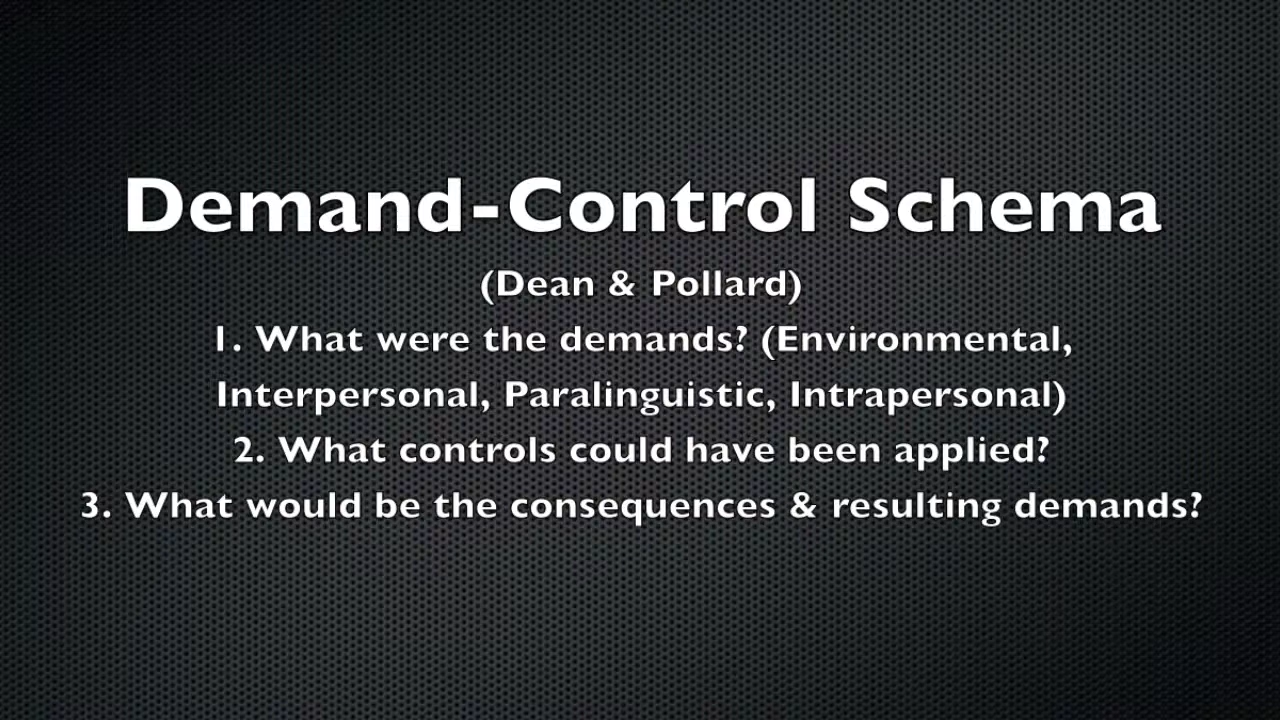 Demand-Control Schema
(Dean & Pollard)
1. What were the demands? (Environmental,
Interpersonal, Paralinguistic, Intrapersonal)
2. What controls could have been applied?
3. What would be the consequences & resulting demands?